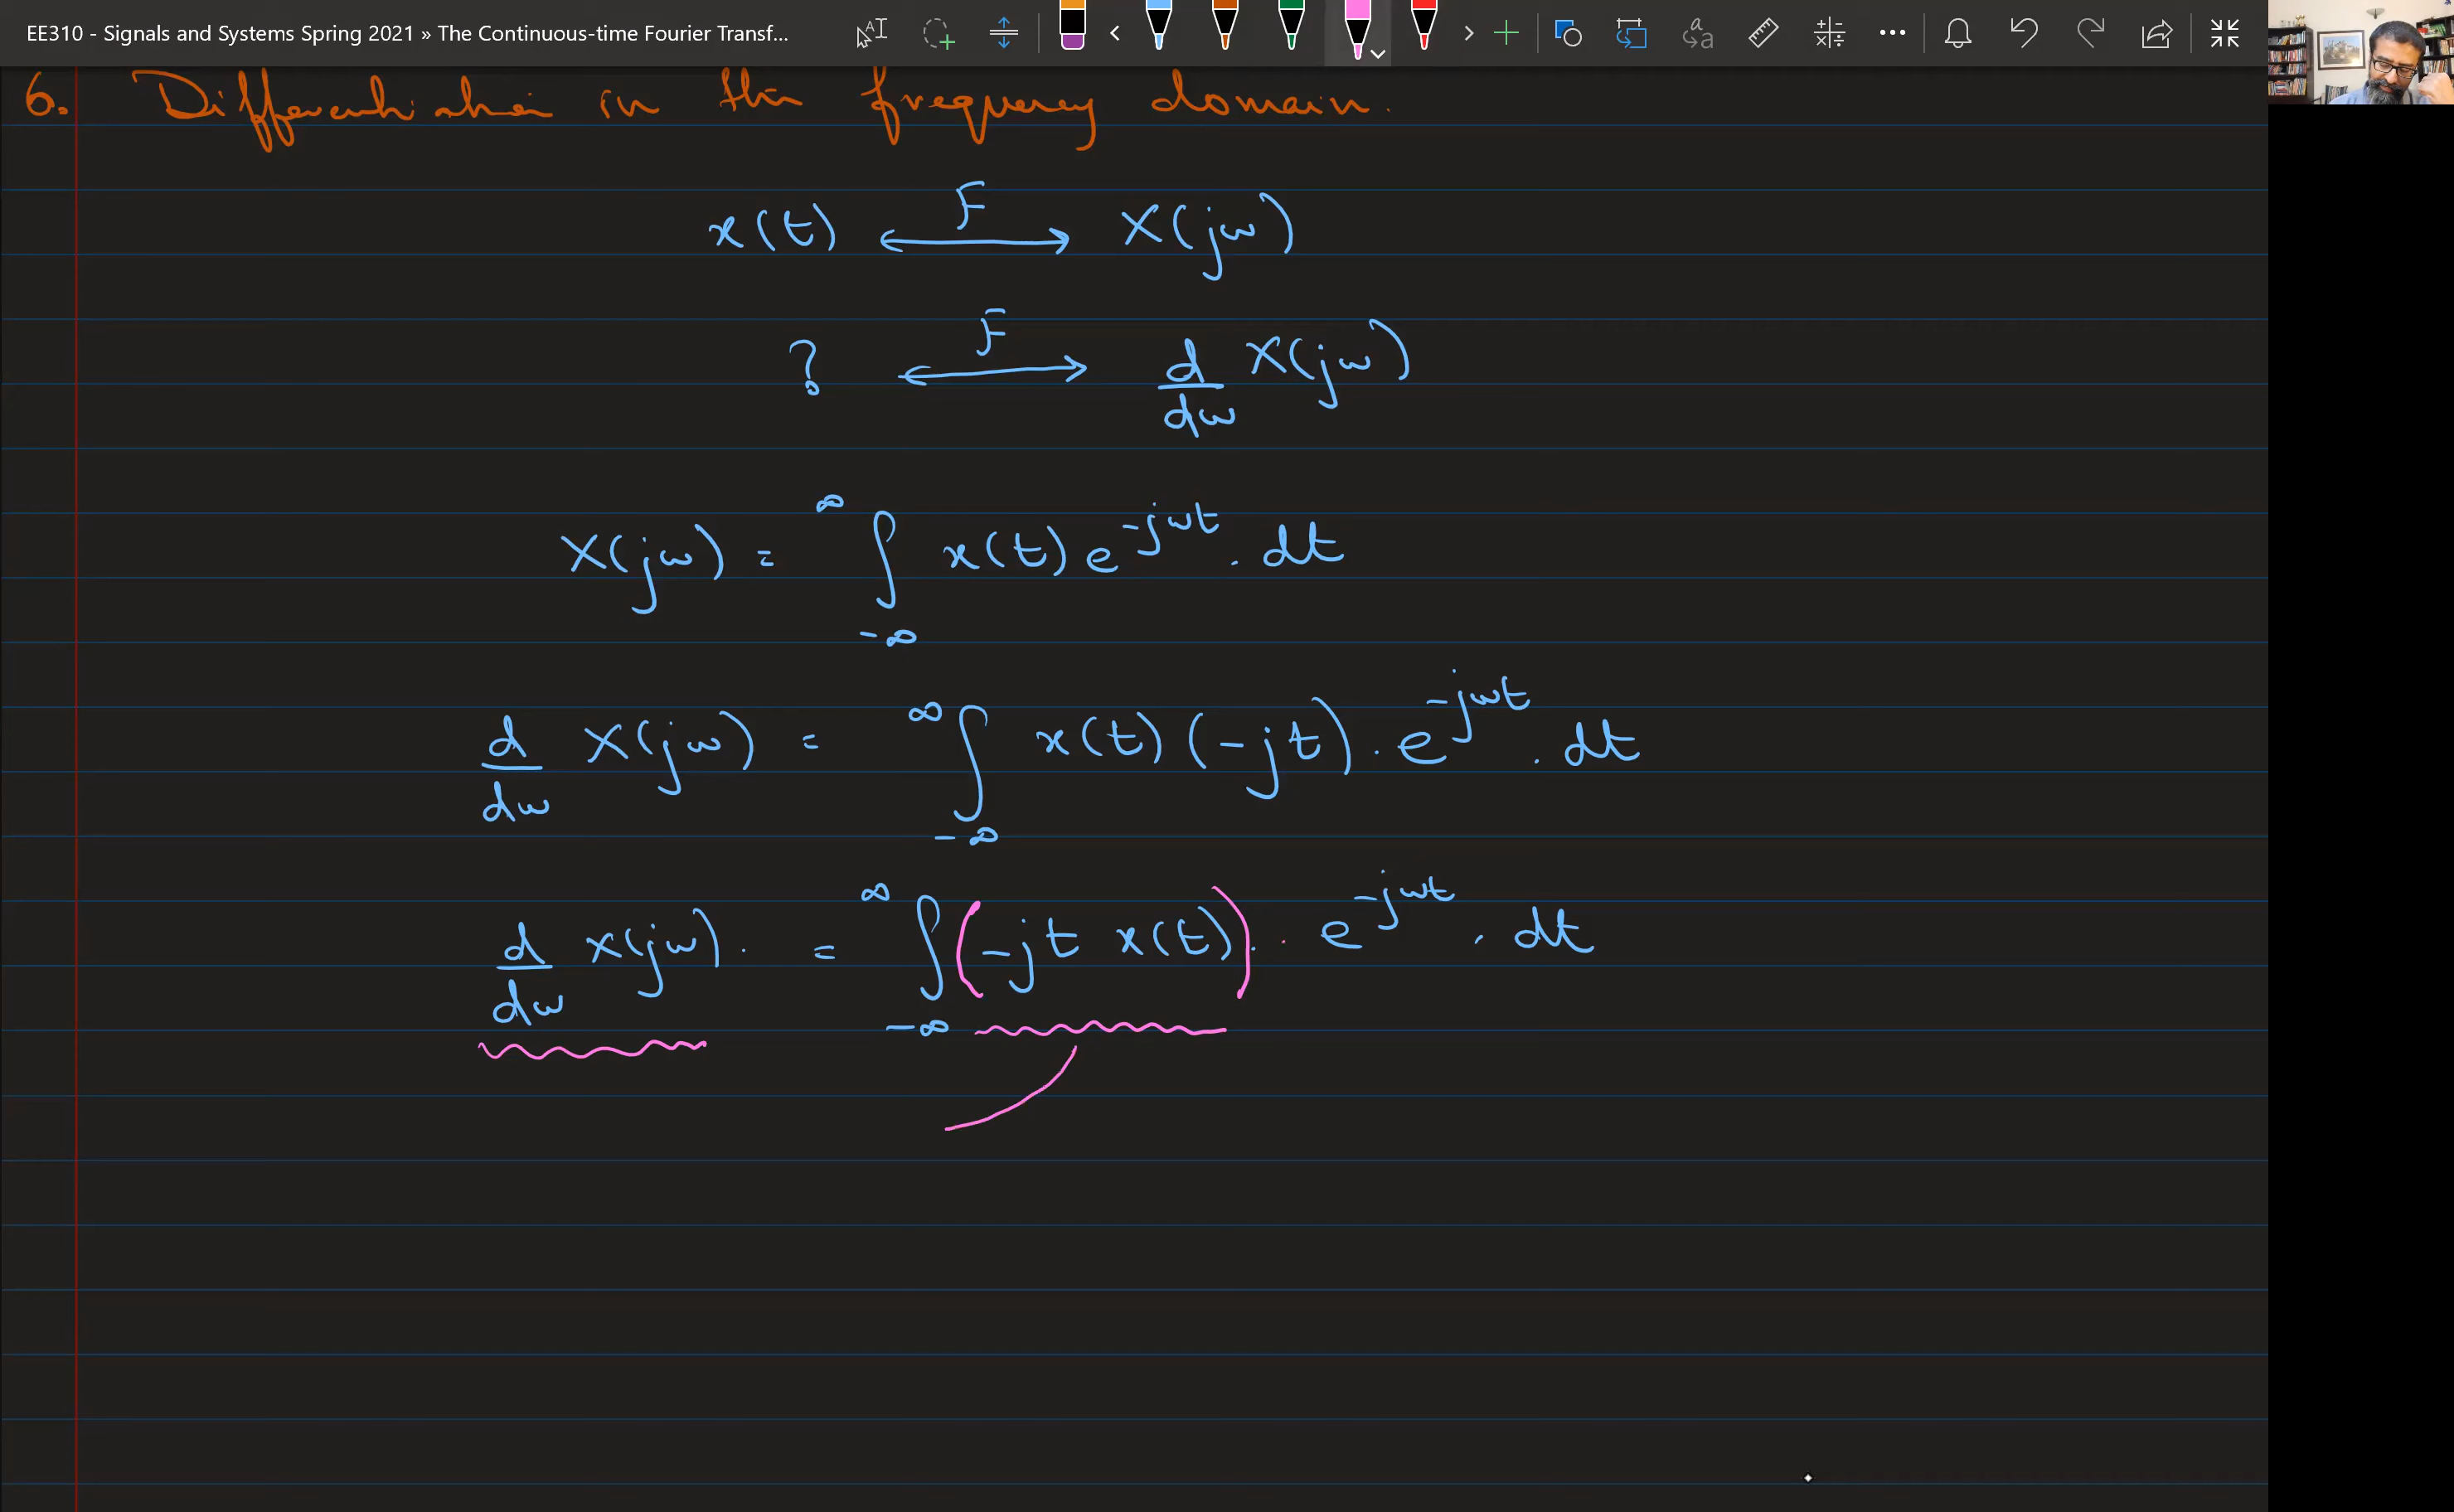 EE310 - Signals and Systems Spring 2021 » The Continuous-time Fourier Transf...
6. Differentiation in the frequency domain.
x(t) ⟷ F X(jω)
? ⟷ F d/dω X(jω)
X(jω) = ∫_{-∞}^{∞} x(t) e^{-jωt} . dt
d/dω X(jω) = ∫_{-∞}^{∞} x(t) (-jt) . e^{-jωt} . dt
d/dω X(jω) . = ∫_{-∞}^{∞} (-jt x(t)) . . e^{-jωt} . dt